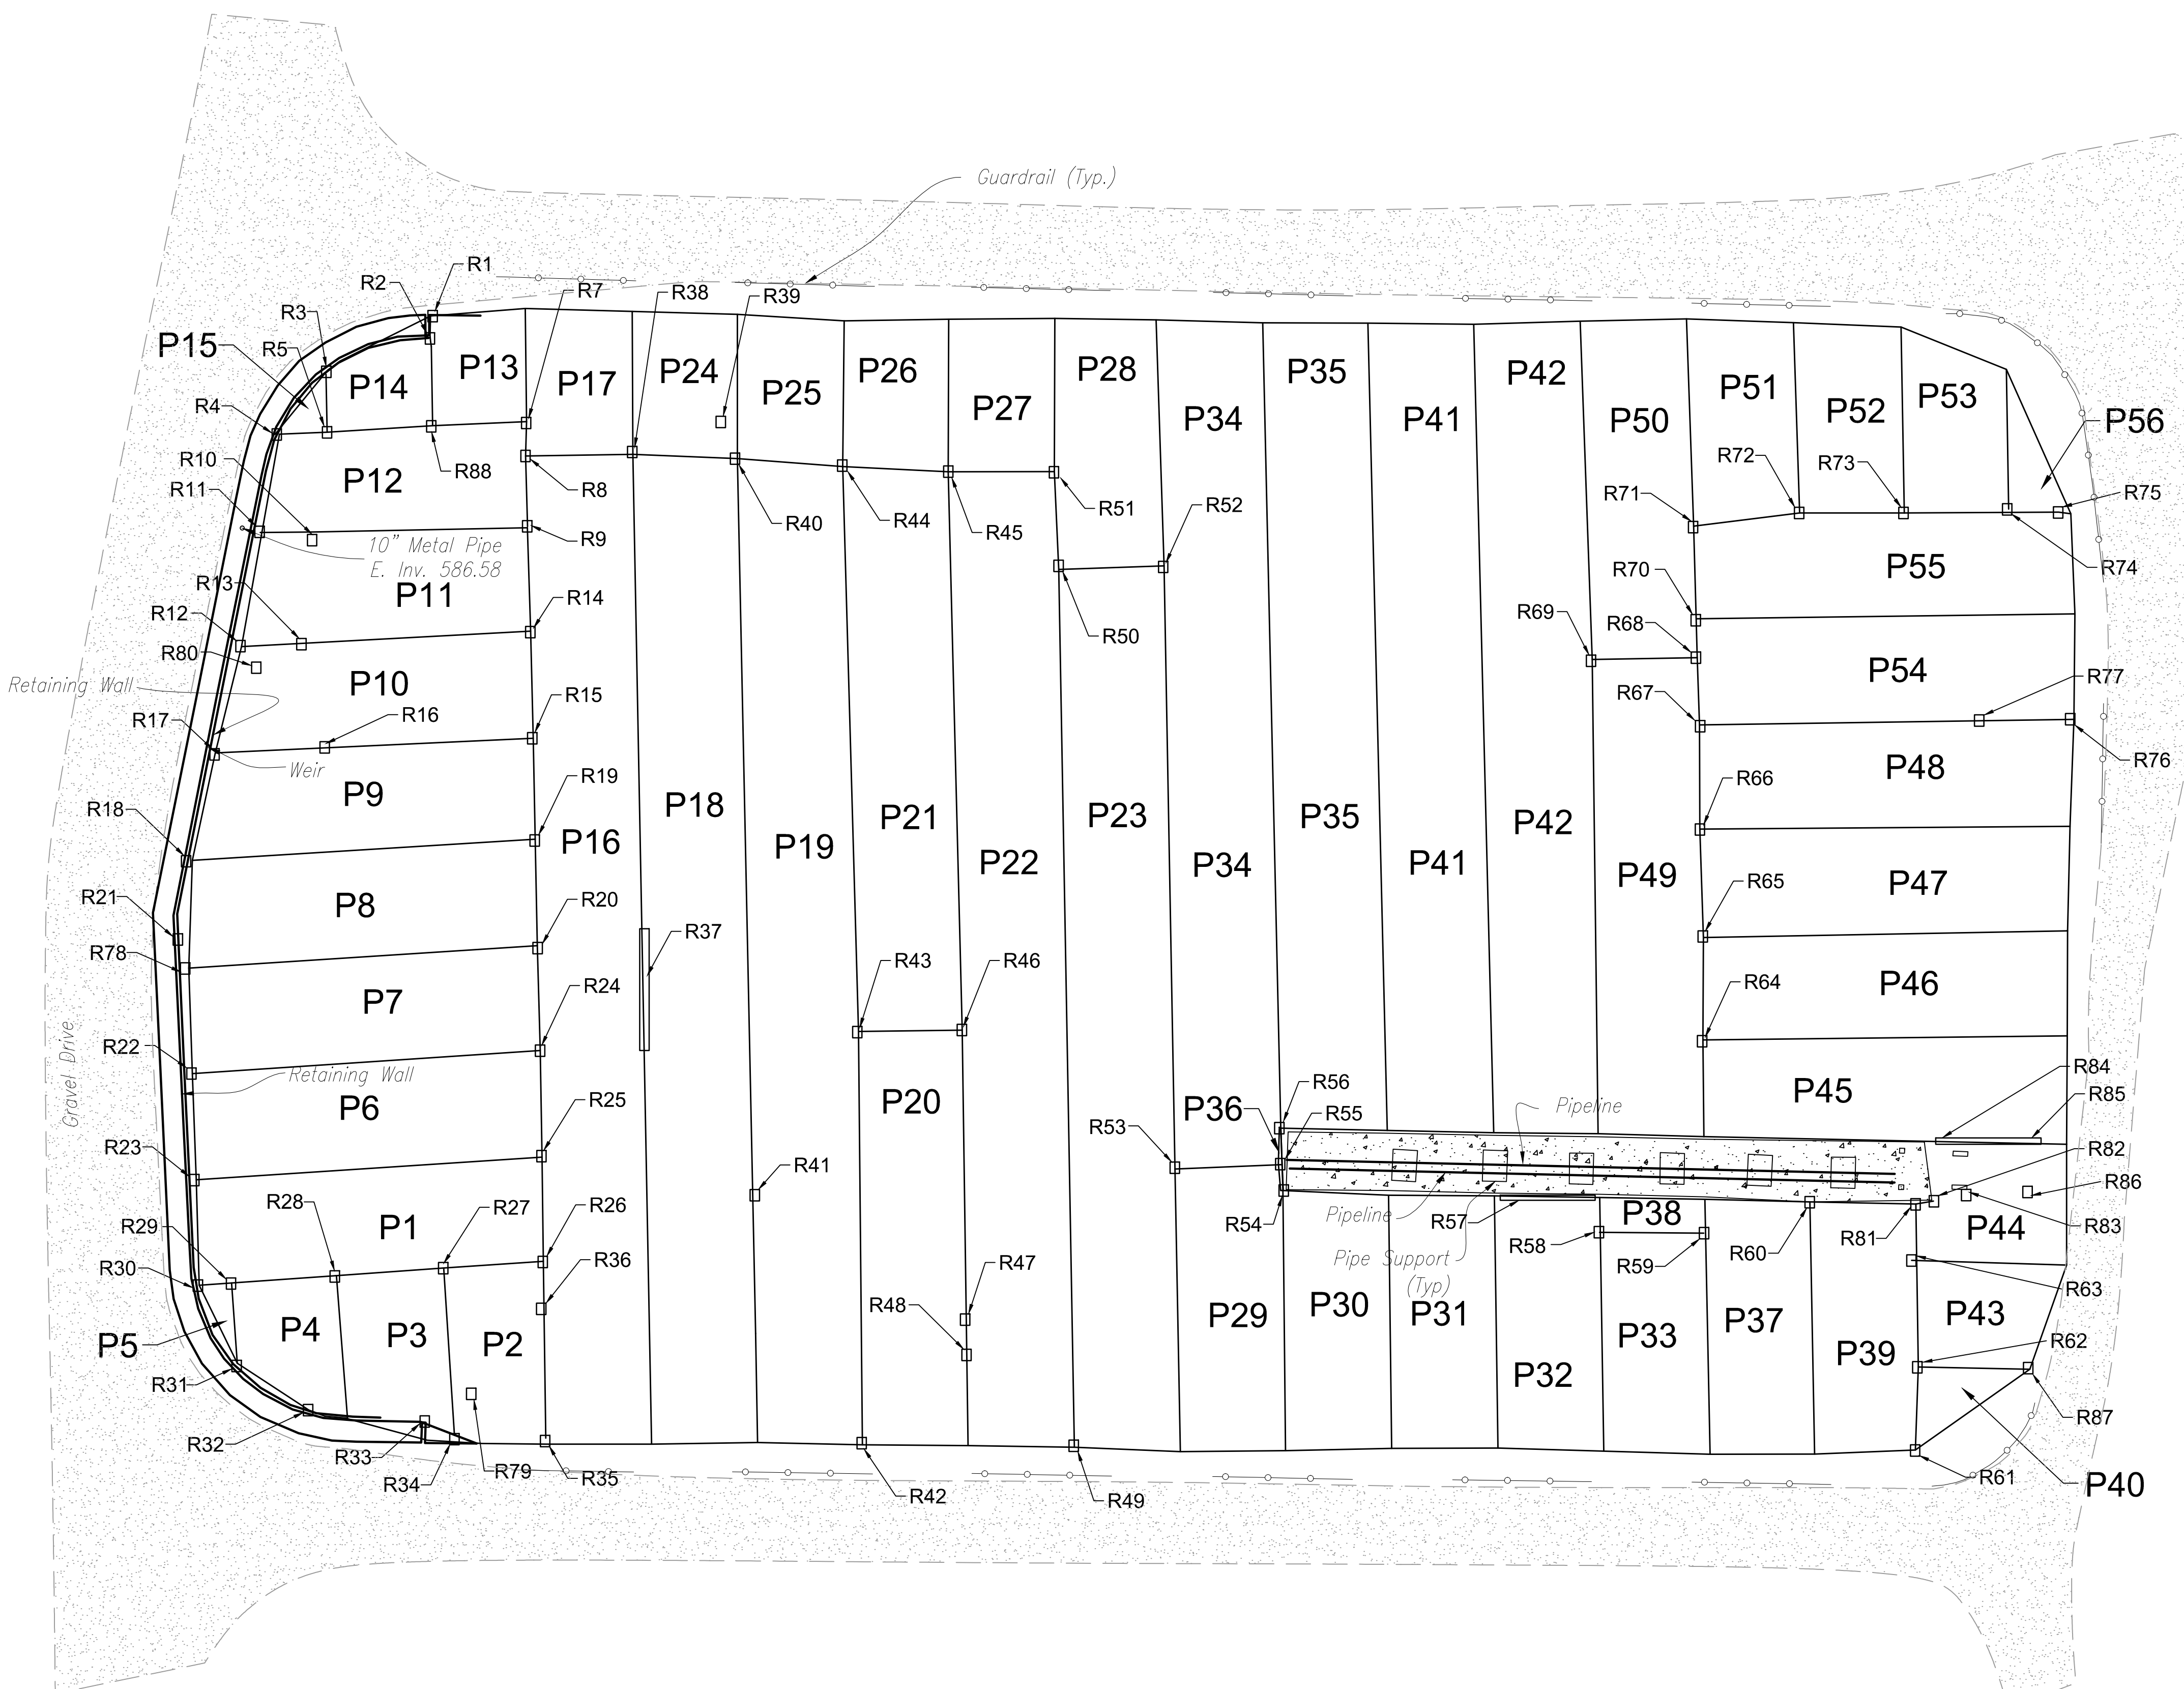 Guardrail (Typ.)
R1
R2
R7
R38
R39
R3
P15
R5
P14
P13
P17
P24
P25
P26
P27
P28
P34
P35
P41
P42
P50
P51
P52
P53
P56
R4
R88
R10
P12
R11
R8
R40
R44
R45
R51
R52
R71
R72
R73
R75
R74
10" Metal Pipe
E. Inv. 586.58
R9
R13
P11
R14
P55
R70
R12
R80
R69
R68
R50
P10
P54
R77
Retaining Wall
R17
R16
R15
R67
R76
Weir
P9
R19
R66
P48
R18
P16
P18
P19
P21
P22
P23
P34
P35
P41
P42
P49
R21
P8
R20
R37
R65
P47
R78
P7
R24
R43
R46
R64
P46
R22
Retaining Wall
Gravel Drive
P6
R25
P20
P36
R56
R55
Pipeline
P45
R84
R85
R23
R53
R82
R86
R41
R28
R27
R26
P1
R29
R36
R54
Pipeline
R57
P38
R58
R59
R60
R81
P44
R83
Pipe Support
(Typ)
R30
R63
R47
R48
P5
P4
P3
P2
P29
P30
P31
P32
P33
P37
P39
P43
R62
R31
R87
R32
R33
R34
R79
R35
R42
R49
R61
P40